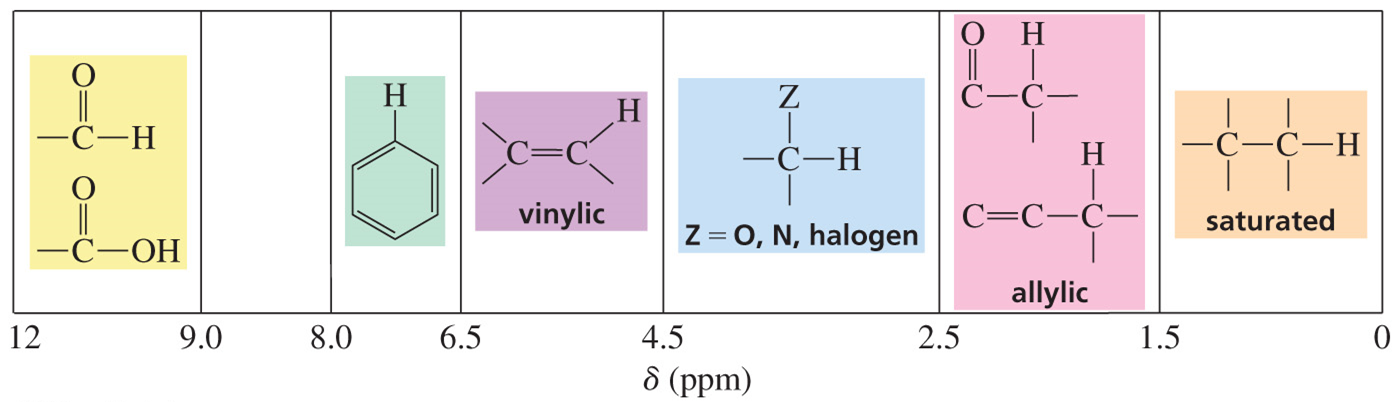 O
C—H
O
C—OH
H
C=C
H
vinylic
Z
C—H
Z = O, N, halogen
O H
C—C
H
C=C—C
allylic
C—C—H
saturated
12 9.0 8.0 6.5 4.5 2.5 1.5 0
δ (ppm)